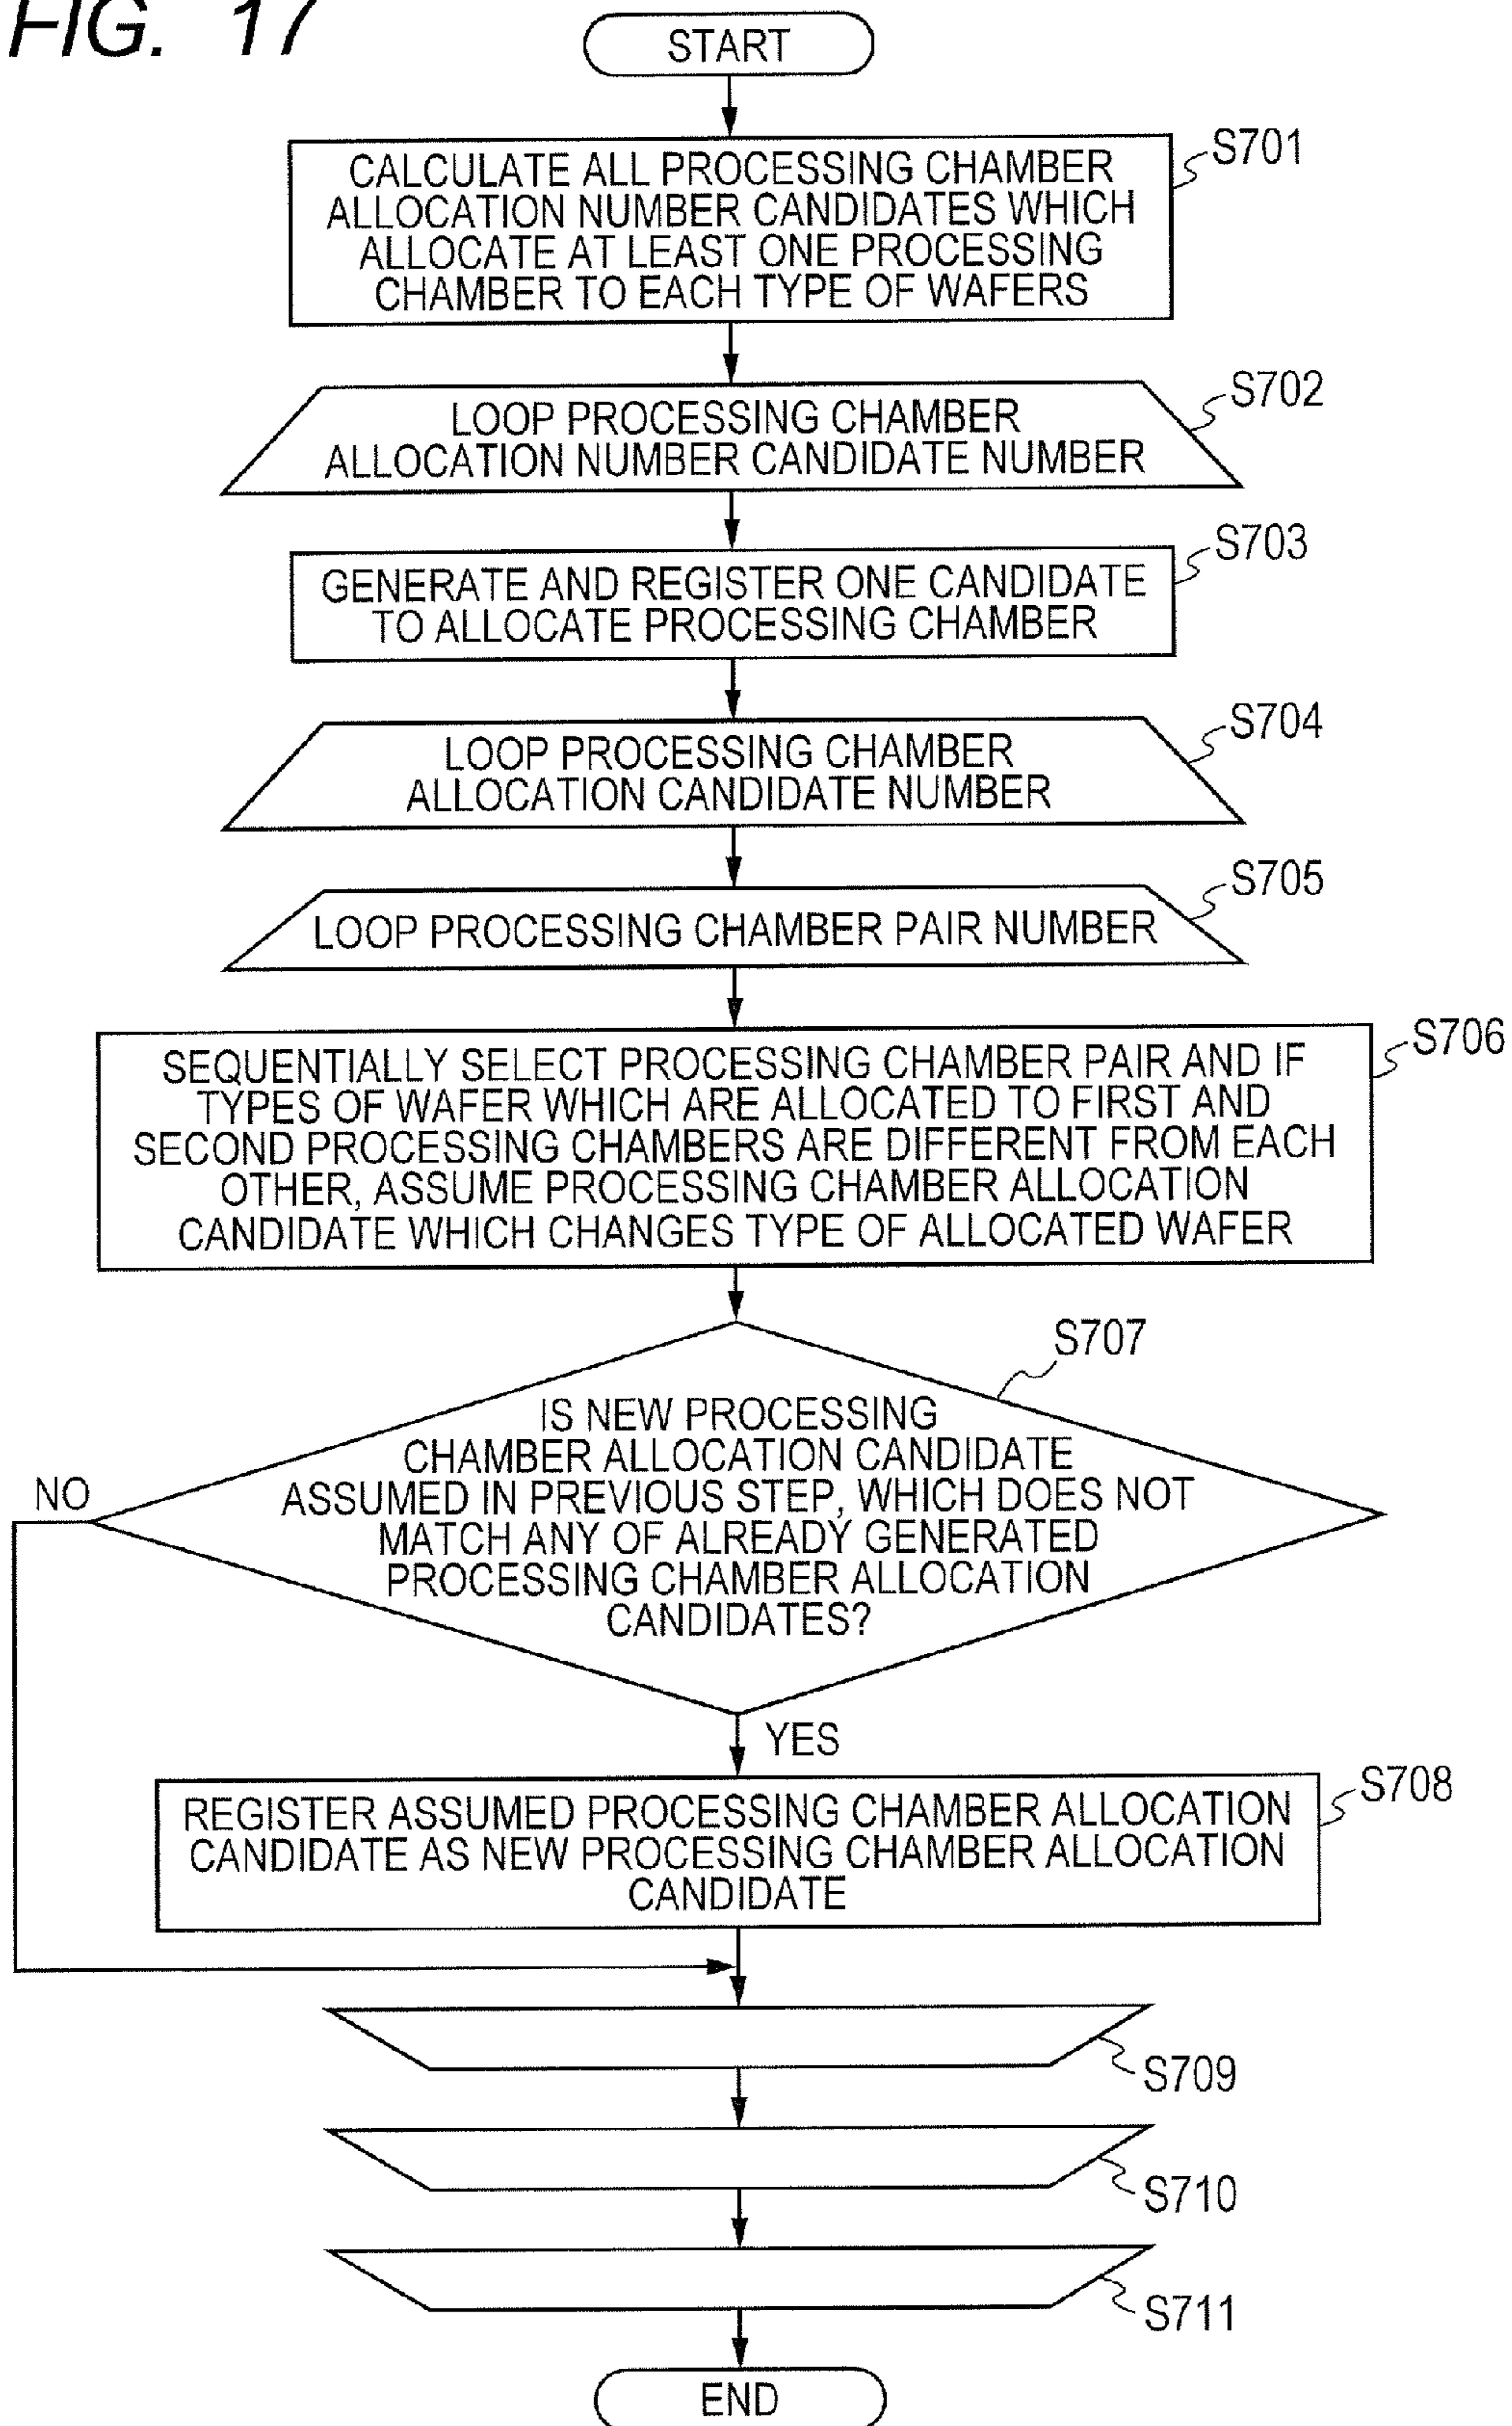 FIG. 17
START
CALCULATE ALL PROCESSING CHAMBER
ALLOCATION NUMBER CANDIDATES WHICH
ALLOCATE AT LEAST ONE PROCESSING
CHAMBER TO EACH TYPE OF WAFERS
S701
LOOP PROCESSING CHAMBER
ALLOCATION NUMBER CANDIDATE NUMBER
S702
GENERATE AND REGISTER ONE CANDIDATE
TO ALLOCATE PROCESSING CHAMBER
S703
LOOP PROCESSING CHAMBER
ALLOCATION CANDIDATE NUMBER
S704
LOOP PROCESSING CHAMBER PAIR NUMBER
S705
SEQUENTIALLY SELECT PROCESSING CHAMBER PAIR AND IF
TYPES OF WAFER WHICH ARE ALLOCATED TO FIRST AND
SECOND PROCESSING CHAMBERS ARE DIFFERENT FROM EACH
OTHER, ASSUME PROCESSING CHAMBER ALLOCATION
CANDIDATE WHICH CHANGES TYPE OF ALLOCATED WAFER
S706
IS NEW PROCESSING
CHAMBER ALLOCATION CANDIDATE
ASSUMED IN PREVIOUS STEP, WHICH DOES NOT
MATCH ANY OF ALREADY GENERATED
PROCESSING CHAMBER ALLOCATION
CANDIDATES?
S707
NO
YES
REGISTER ASSUMED PROCESSING CHAMBER ALLOCATION
CANDIDATE AS NEW PROCESSING CHAMBER ALLOCATION
CANDIDATE
S708
S709
S710
S711
END